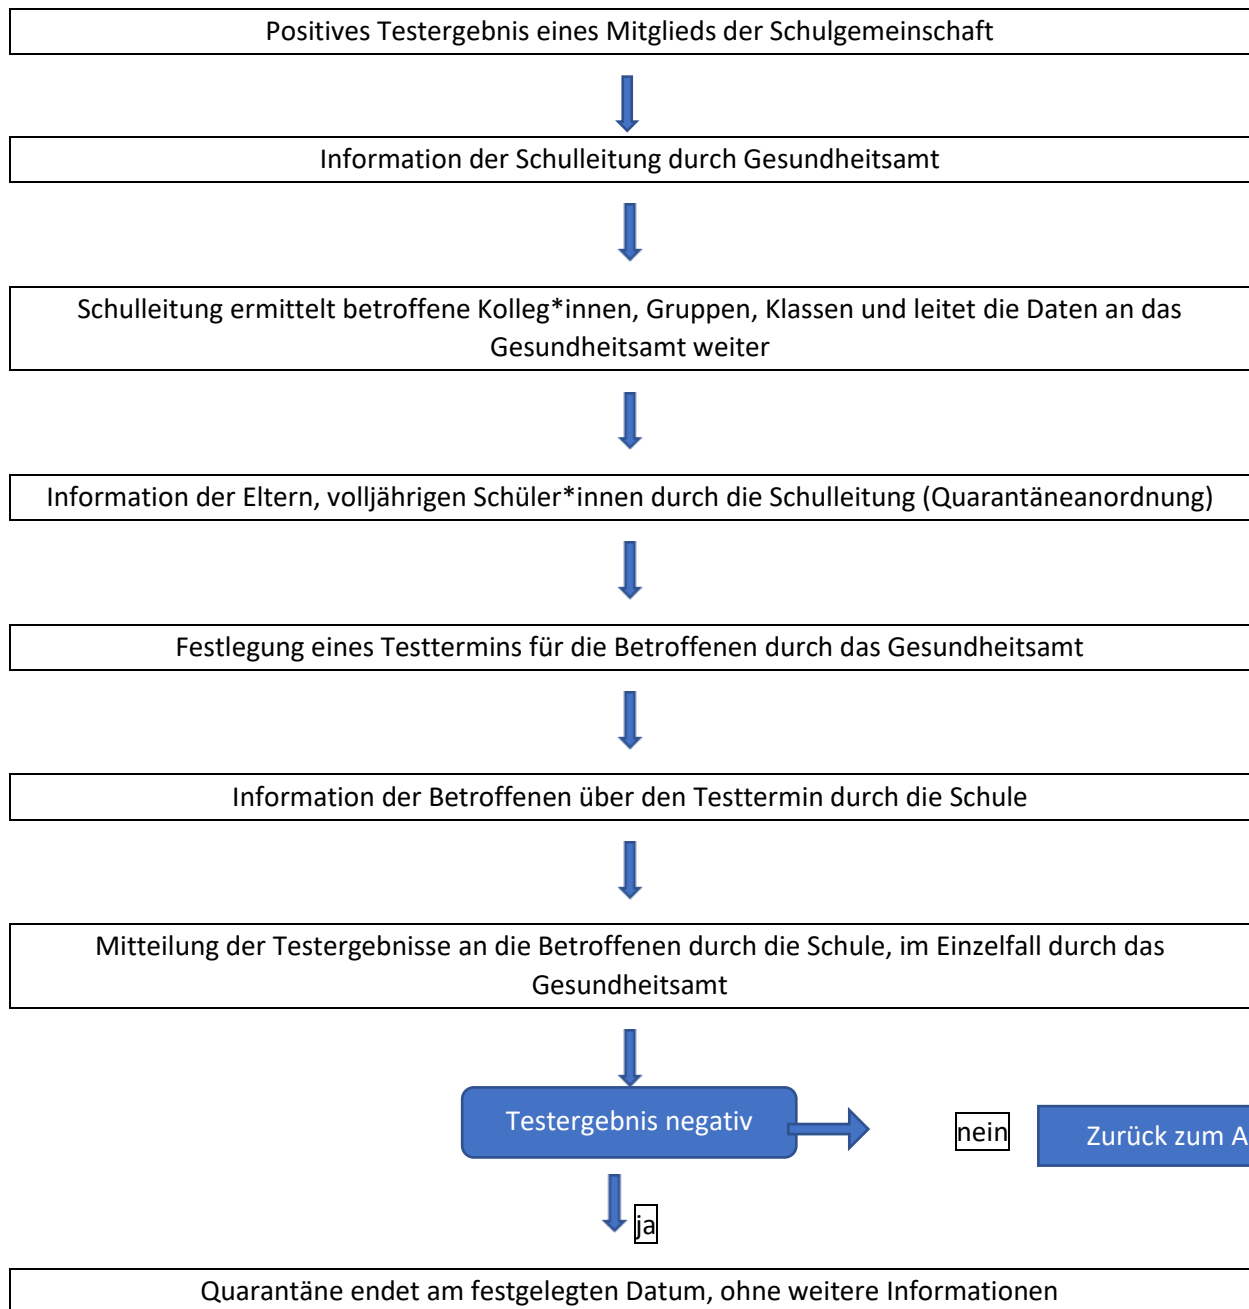 Positives Testergebnis eines Mitglieds der Schulgemeinschaft
Information der Schulleitung durch Gesundheitsamt
Schulleitung ermittelt betroffene Kolleg*innen, Gruppen, Klassen und leitet die Daten an das
Gesundheitsamt weiter
Information der Eltern, volljährigen Schüler*innen durch die Schulleitung (Quarantäneanordnung)
Festlegung eines Testtermins für die Betroffenen durch das Gesundheitsamt
Information der Betroffenen über den Testtermin durch die Schule
Mitteilung der Testergebnisse an die Betroffenen durch die Schule, im Einzelfall durch das
Gesundheitsamt
Testergebnis negativ
nein
Zurück zum A
ja
Quarantäne endet am festgelegten Datum, ohne weitere Informationen